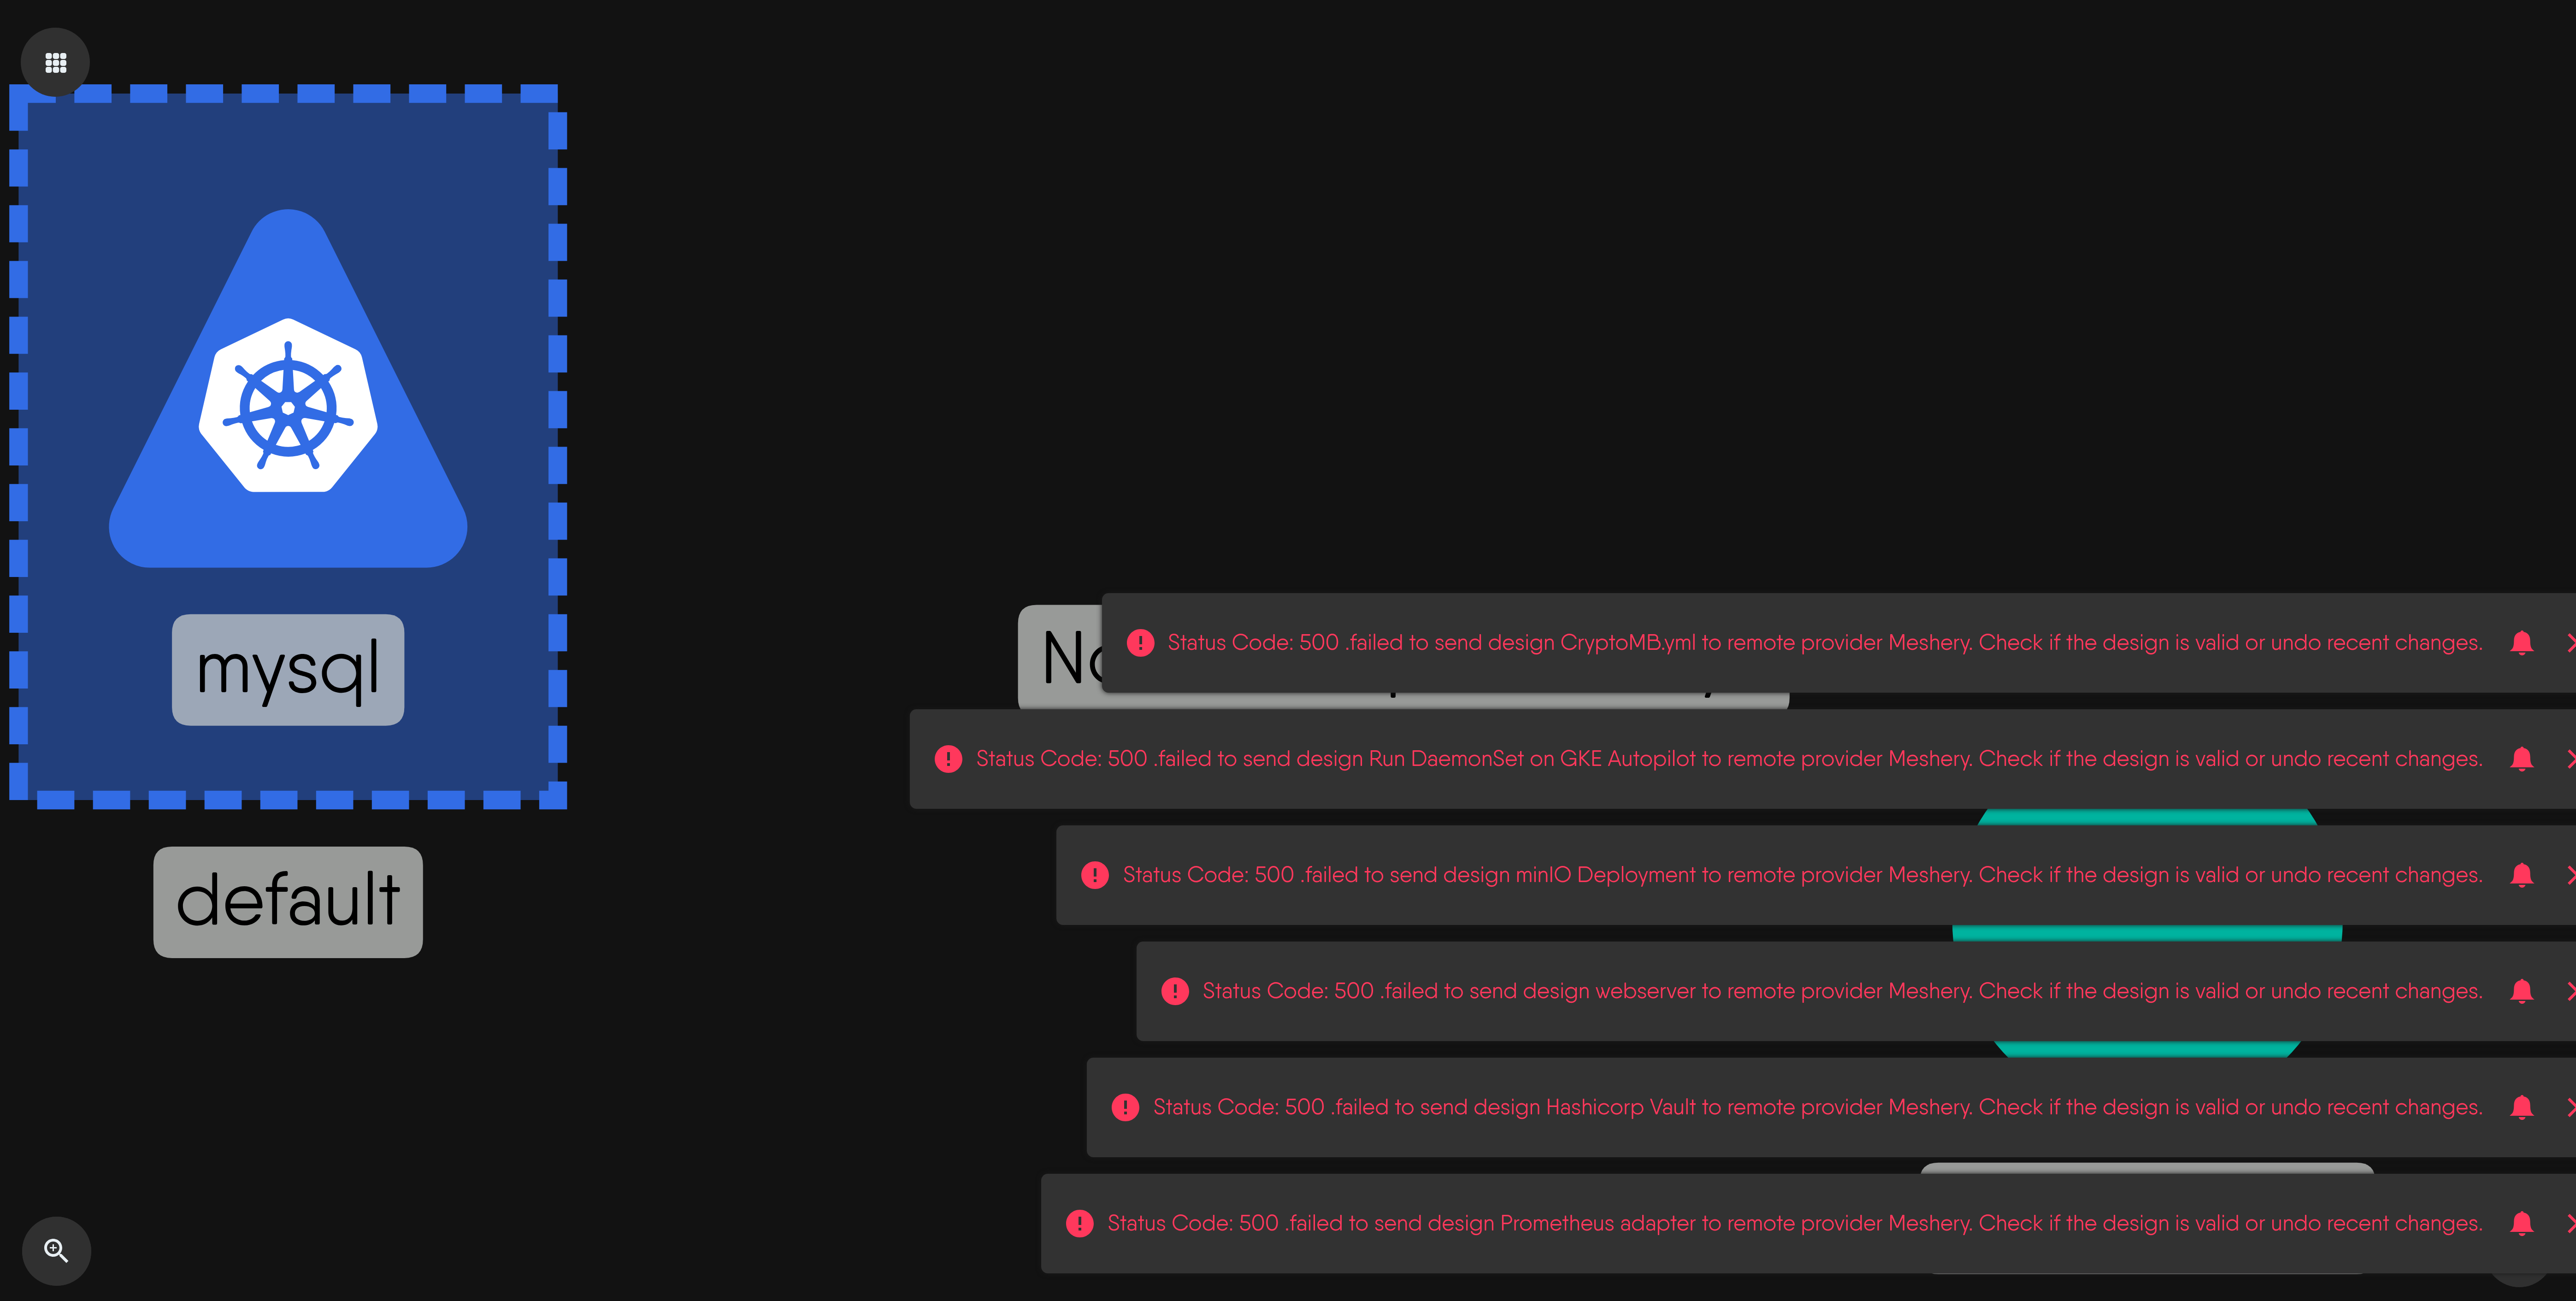 mysql
default
Status Code: 500 .failed to send design CryptoMB.yml to remote provider Meshery. Check if the design is valid or undo recent changes.
Status Code: 500 .failed to send design Run DaemonSet on GKE Autopilot to remote provider Meshery. Check if the design is valid or undo recent changes.
Status Code: 500 .failed to send design minIO Deployment to remote provider Meshery. Check if the design is valid or undo recent changes.
Status Code: 500 .failed to send design webserver to remote provider Meshery. Check if the design is valid or undo recent changes.
Status Code: 500 .failed to send design Hashicorp Vault to remote provider Meshery. Check if the design is valid or undo recent changes.
Status Code: 500 .failed to send design Prometheus adapter to remote provider Meshery. Check if the design is valid or undo recent changes.